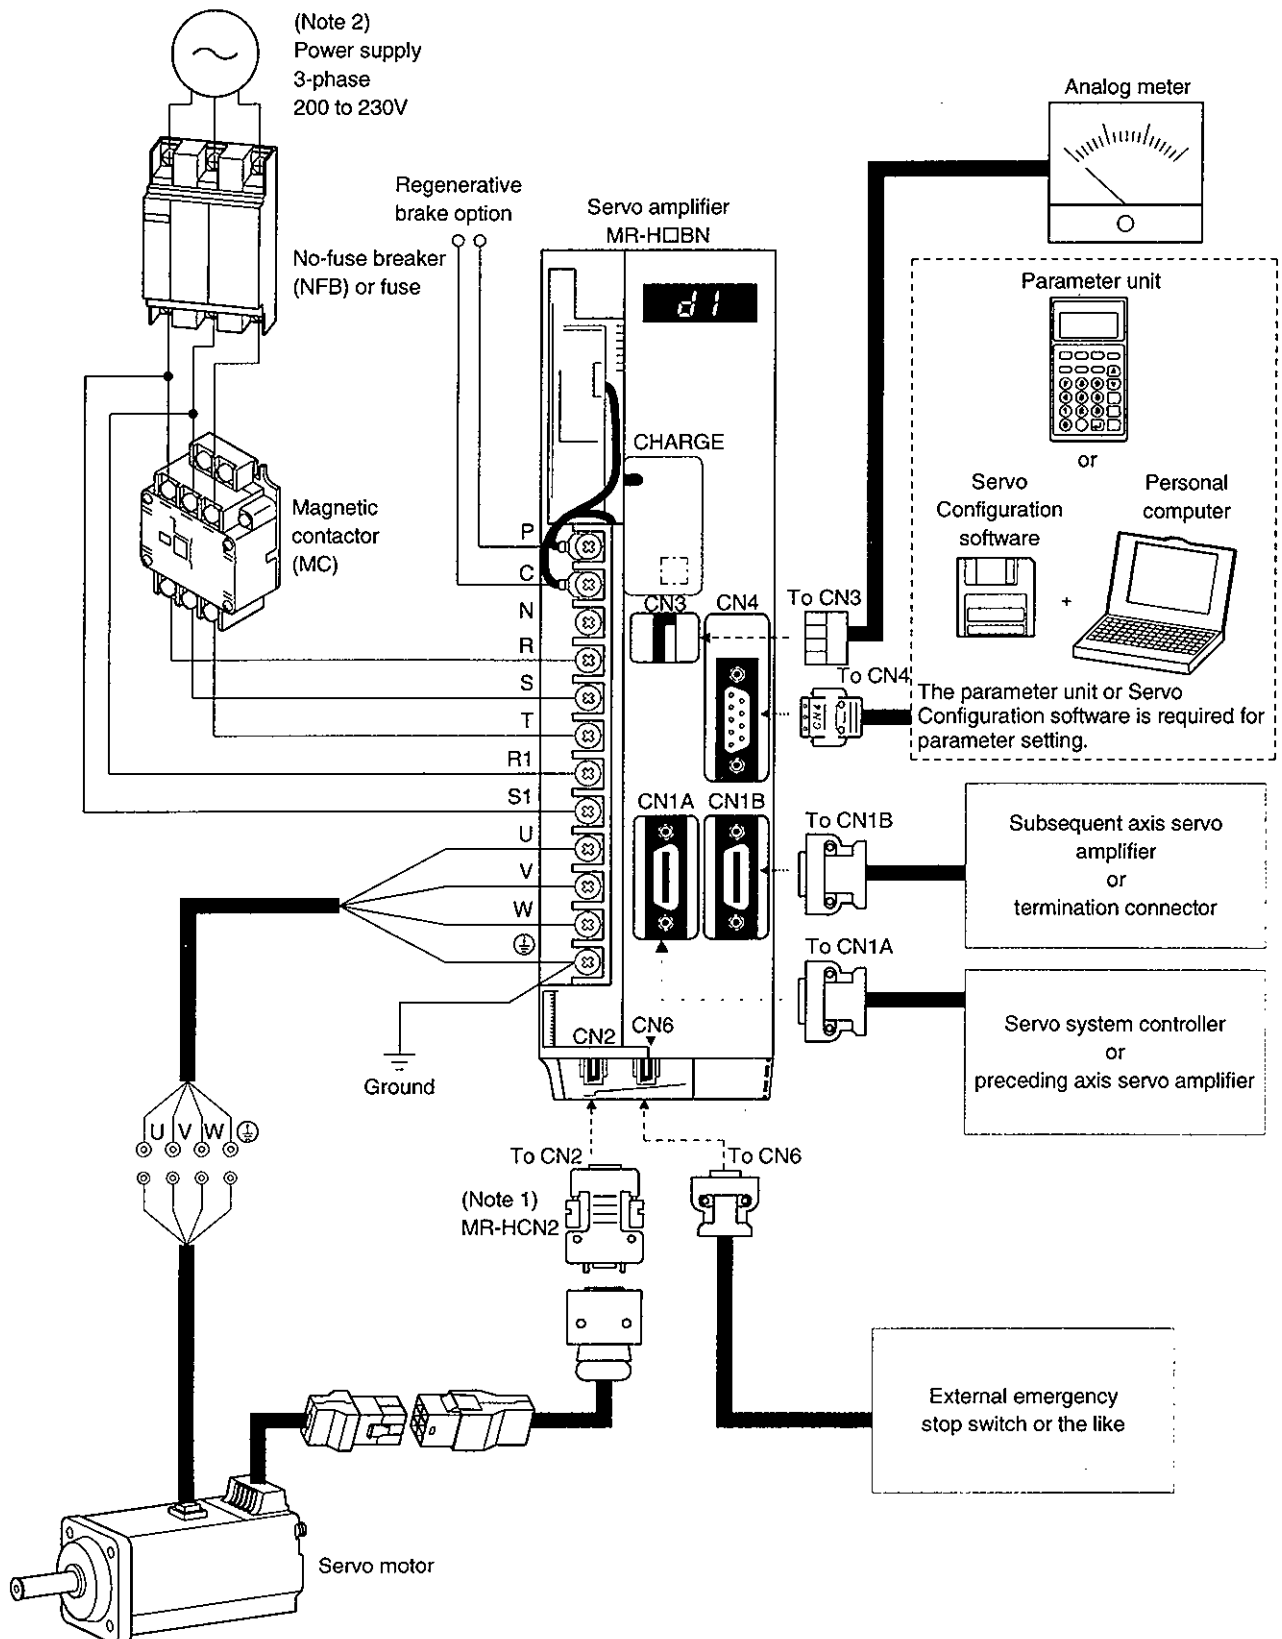 (Note 2)
Power supply
3-phase
200 to 230V
Analog meter
Regenerative
brake option
Servo amplifier
MR-H□BN
No-fuse breaker
(NFB) or fuse
d1
Parameter unit
or
Servo
Configuration
software
+
Personal
computer
The parameter unit or Servo
Configuration software is required for
parameter setting.
CHARGE
Magnetic
contactor
(MC)
P
C
N
R
S
T
R1
S1
U
V
W
CN3
CN4
To CN3
To CN4
CN4
CN1A
CN1B
To CN1B
Subsequent axis servo
amplifier
or
termination connector
To CN1A
Servo system controller
or
preceding axis servo amplifier
CN2
CN6
Ground
U
V
W
To CN2
To CN6
(Note 1)
MR-HCN2
External emergency
stop switch or the like
Servo motor